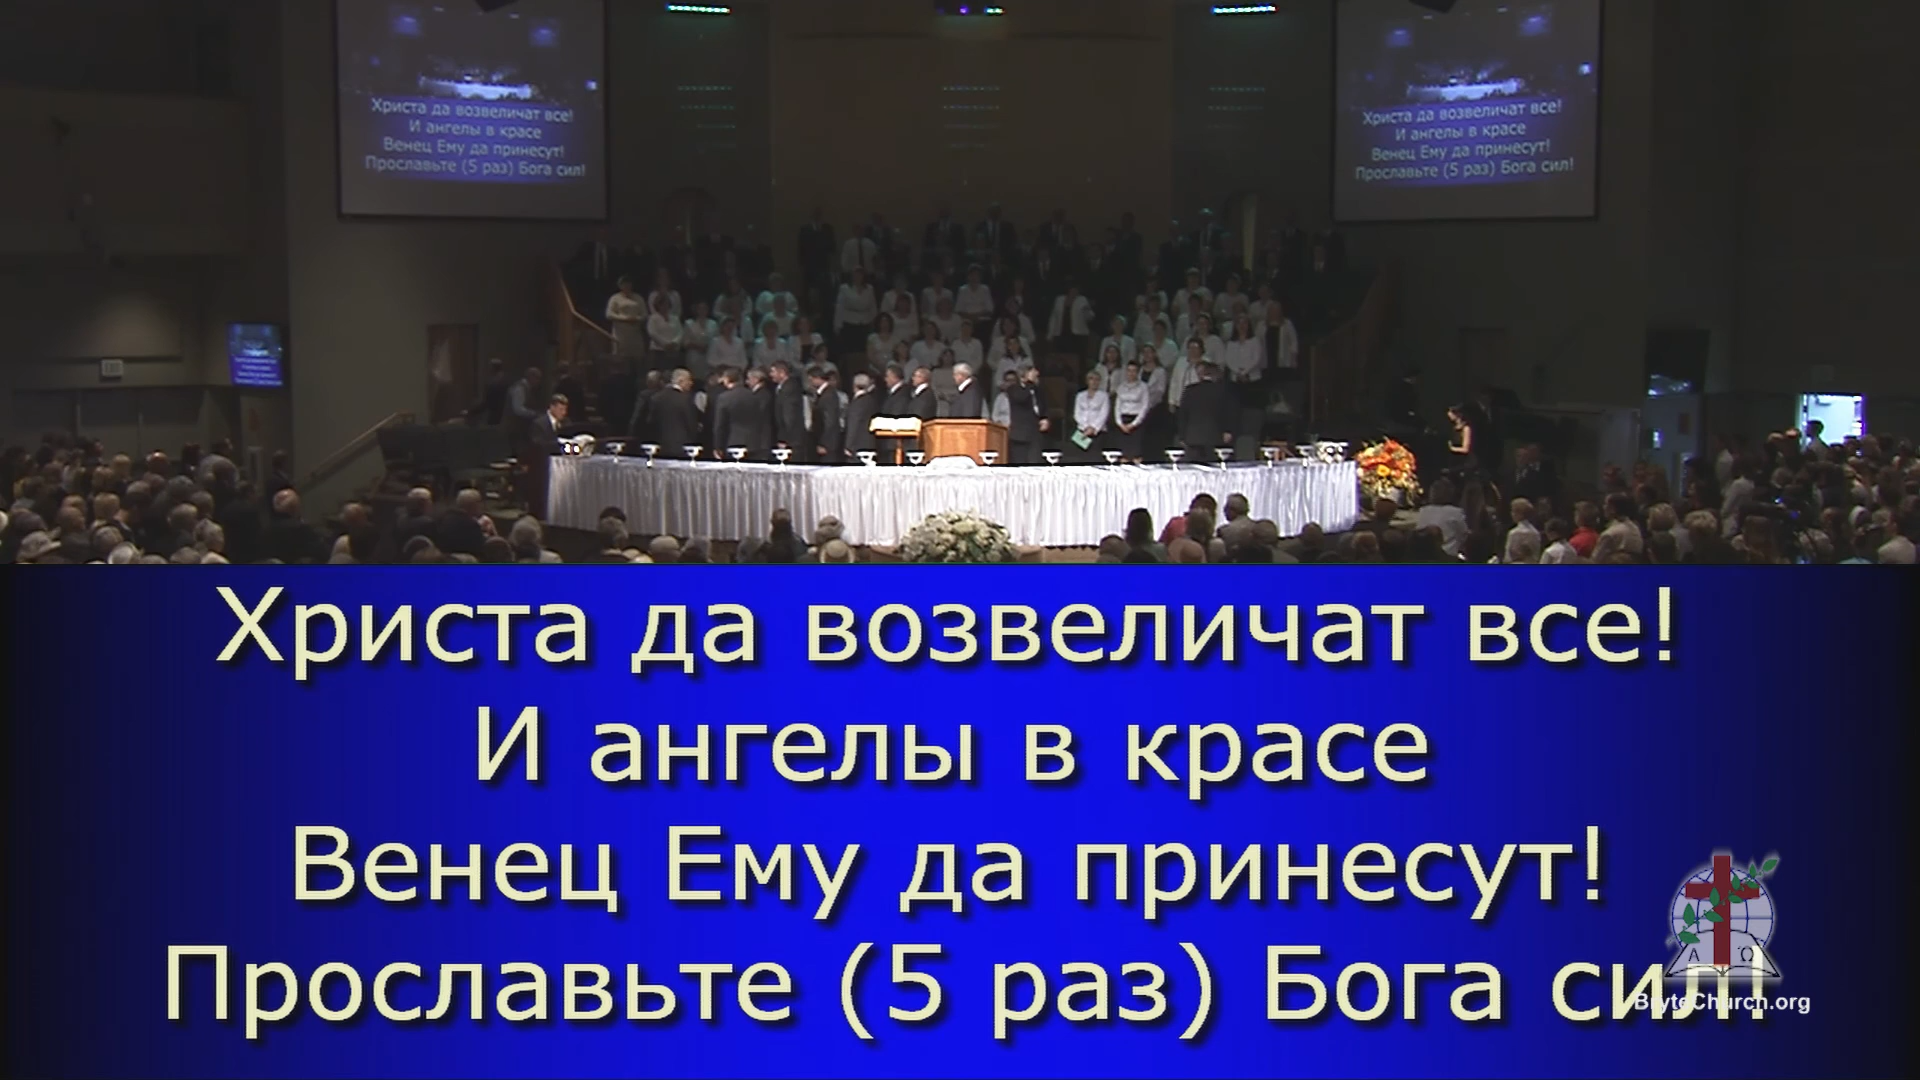 Христа да возвеличат все!
И ангелы в красе
Венец Ему да принесут!
Прославьте (5 раз) Бога сил!
Христа да возвеличат все!
И ангелы в красе
Венец Ему да принесут!
Прославьте (5 раз) Бога сил!
Христа да возвеличат все!
И ангелы в красе
Венец Ему да принесут!
Прославьте (5 раз) Бога сил!
Α Ω
BryteChurch.org